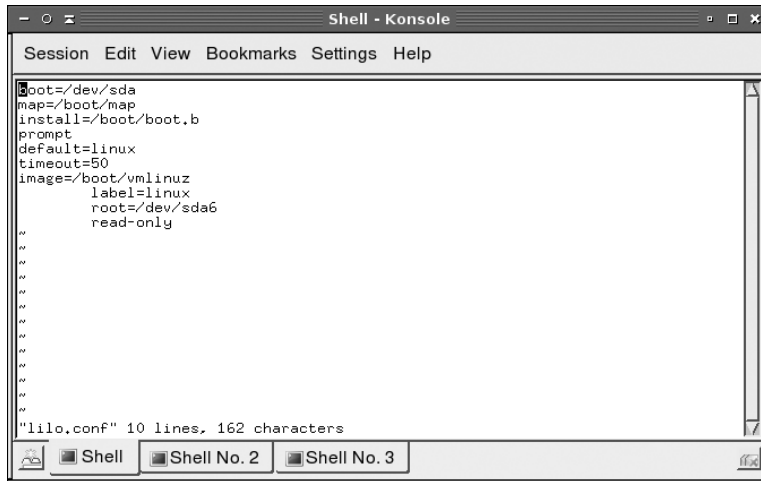 Shell - Konsole
Session Edit View Bookmarks Settings Help
boot=/dev/sda
map=/boot/map
install=/boot/boot.b
prompt
default=linux
timeout=50
image=/boot/vmlinuz
        label=linux
        root=/dev/sda6
        read-only
~
~
~
~
~
~
~
~
~
~
~
~
~
"lilo.conf" 10 lines, 162 characters
Shell Shell No. 2 Shell No. 3